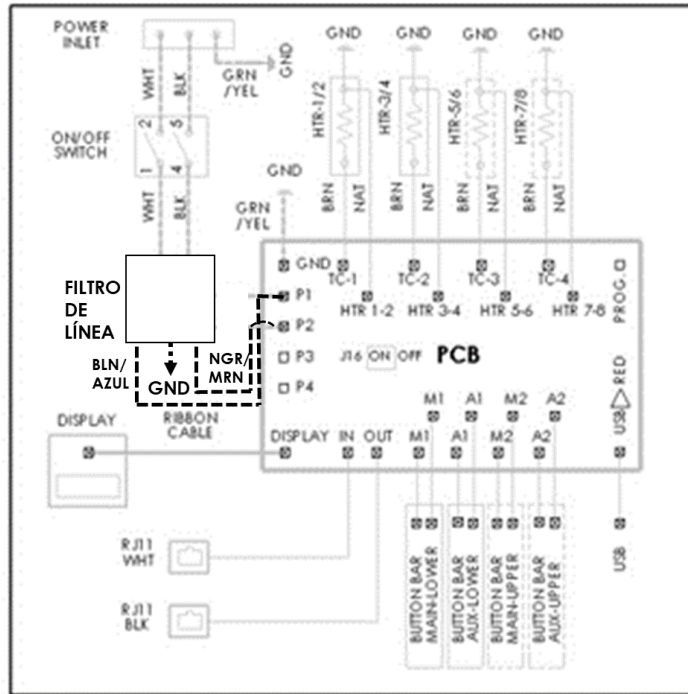 POWER
INLET
WHT
BLK
GRN
/YEL
GND
ON/OFF
SWITCH
2
5
1
4
WHT
BLK
GND
GRN
/YEL
GND
GND
GND
GND
HTR-1/2
HTR-3/4
HTR-5/6
HTR-7/8
BRN
NAT
BRN
NAT
BRN
NAT
BRN
NAT
FILTRO
DE
LÍNEA
BLN/
AZUL
GND
NGR/
MRN
GND
P1
P2
P3
P4
TC-1
TC-2
TC-3
TC-4
HTR 1-2
HTR 3-4
HTR 5-6
HTR 7-8
PROG.
J16 ON OFF
PCB
USB
RED
M1
A1
M2
A2
DISPLAY
RIBBON
CABLE
DISPLAY
IN
OUT
M1
A1
M2
A2
RJ11
WHT
RJ11
BLK
BUTTON BAR
MAIN-LOWER
BUTTON BAR
AUX-LOWER
BUTTON BAR
MAIN-UPPER
BUTTON BAR
AUX-UPPER
USB